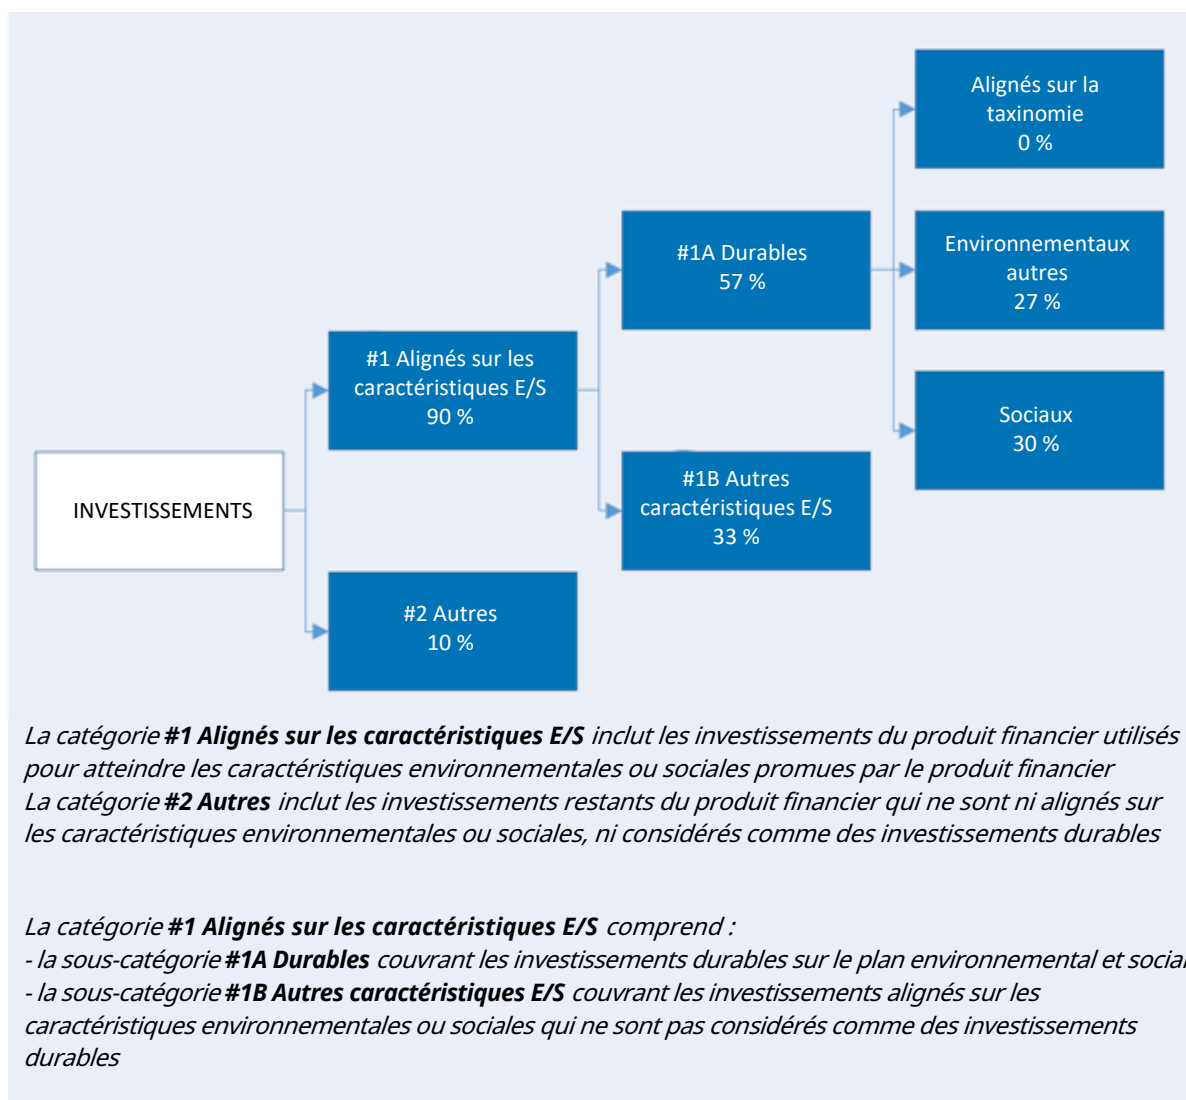 Alignés sur la
taxinomie
0 %
#1A Durables
57 %
Environnementaux
autres
27 %
#1 Alignés sur les
caractéristiques E/S
90 %
Sociaux
30 %
INVESTISSEMENTS
#1B Autres
caractéristiques E/S
33 %
#2 Autres
10 %
La catégorie #1 Alignés sur les caractéristiques E/S inclut les investissements du produit financier utilisés
pour atteindre les caractéristiques environnementales ou sociales promues par le produit financier
La catégorie #2 Autres inclut les investissements restants du produit financier qui ne sont ni alignés sur
les caractéristiques environnementales ou sociales, ni considérés comme des investissements durables
La catégorie #1 Alignés sur les caractéristiques E/S comprend :
- la sous-catégorie #1A Durables couvrant les investissements durables sur le plan environnemental et social
- la sous-catégorie #1B Autres caractéristiques E/S couvrant les investissements alignés sur les
caractéristiques environnementales ou sociales qui ne sont pas considérés comme des investissements
durables